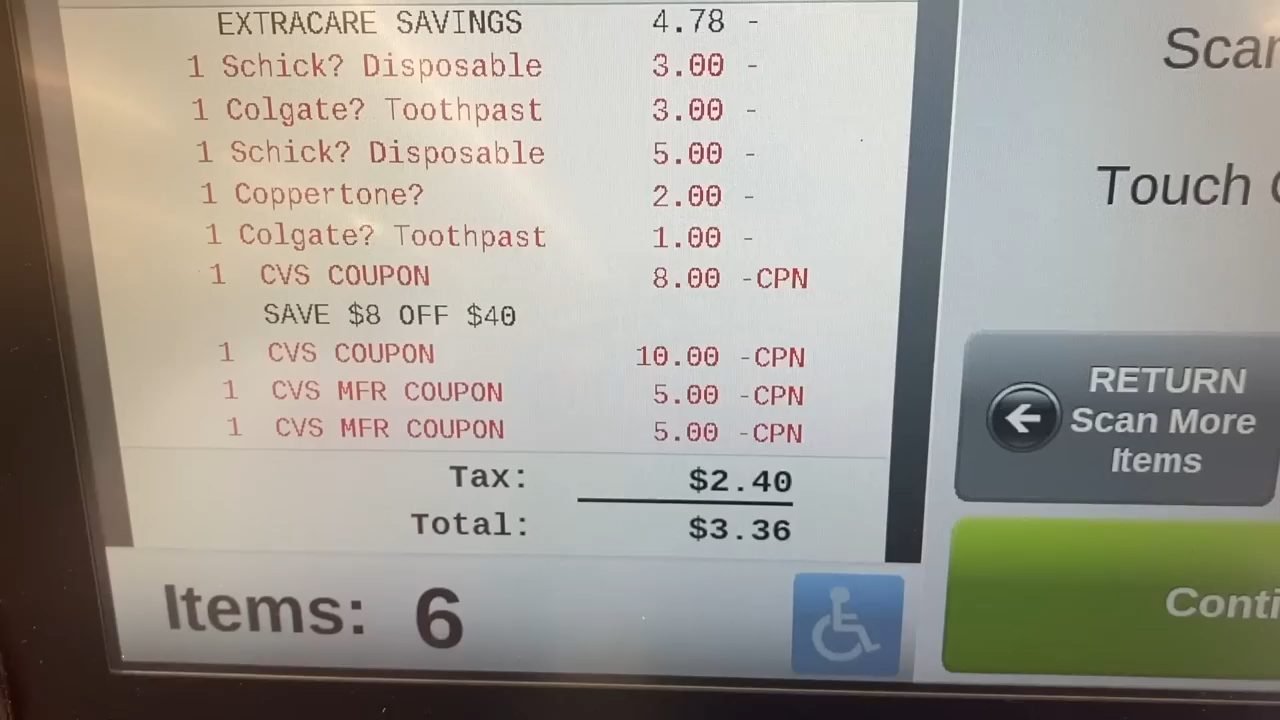 EXTRACARE SAVINGS 4.78 -
1 Schick? Disposable 3.00 -
1 Colgate? Toothpast 3.00 -
1 Schick? Disposable 5.00 -
1 Coppertone? 2.00 -
1 Colgate? Toothpast 1.00 -
1 CVS COUPON 8.00 -CPN
SAVE $8 OFF $40
1 CVS COUPON 10.00 -CPN
1 CVS MFR COUPON 5.00 -CPN
1 CVS MFR COUPON 5.00 -CPN
Tax: $2.40
Total: $3.36
Items: 6
Scan
Touch
RETURN
Scan More
Items
Conti